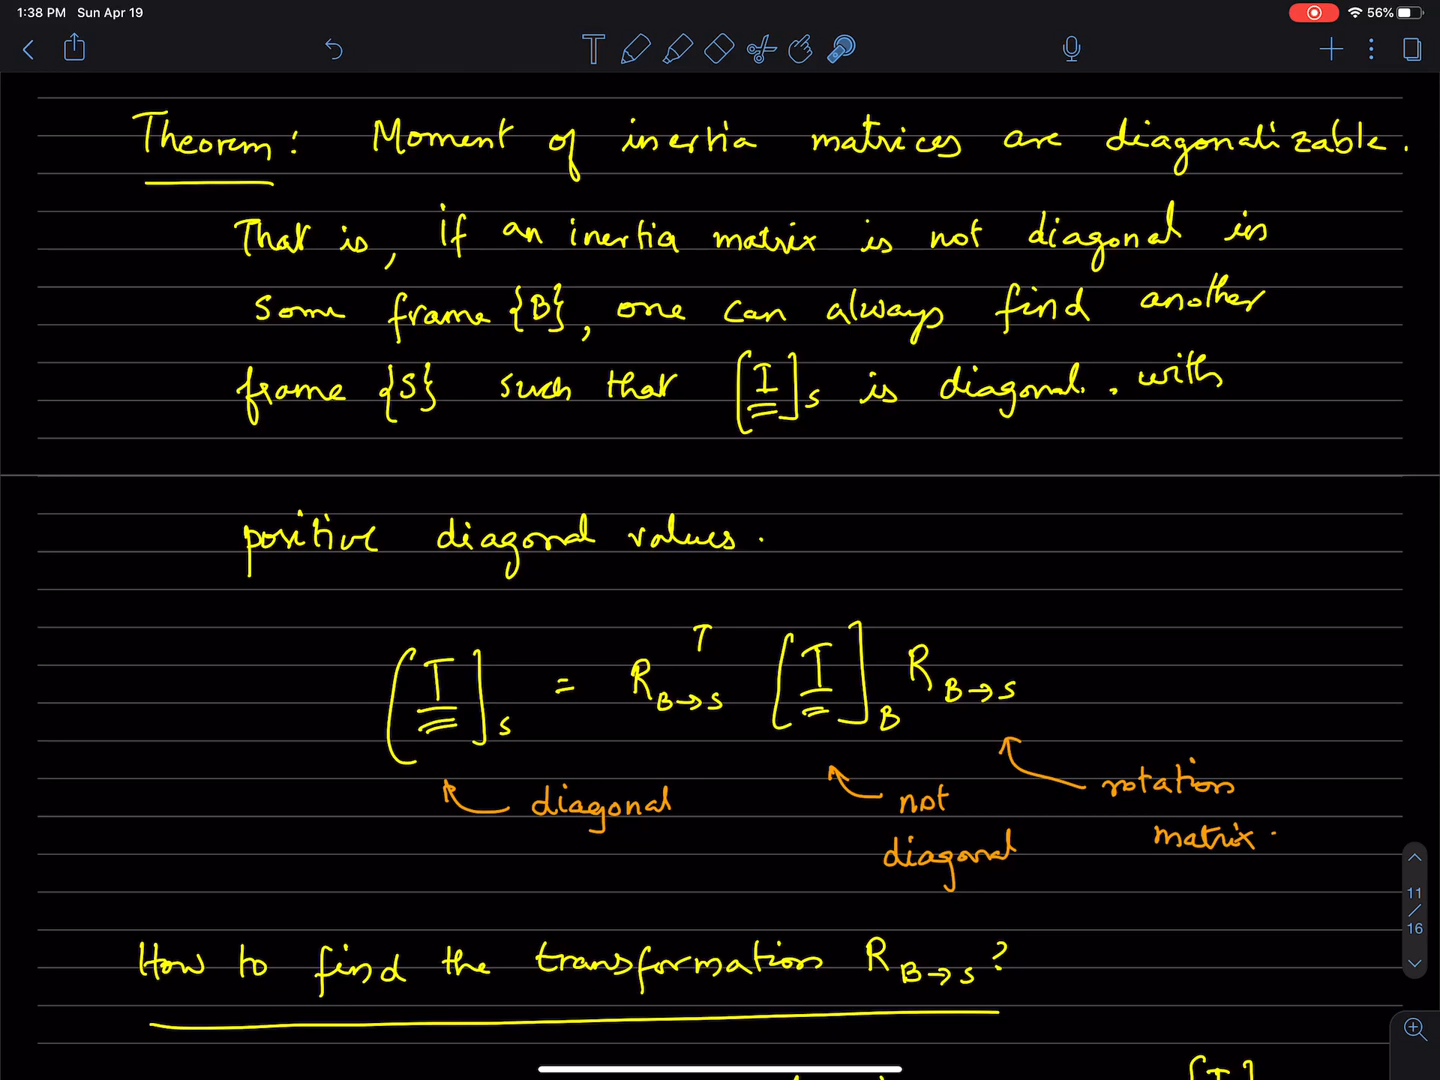 1:38 PM Sun Apr 19
56%
Theorem: Moment of inertia matrices are diagonalizable.
That is, if an inertia matrix is not diagonal in
some frame {B}, one can always find another
frame {S} such that [I]_S is diagonal. with
positive diagonal values.
[I]_S = R_{B→S}^T [I]_B R_{B→S}
diagonal
not
diagonal
rotation
matrix.
11
/
16
How to find the transformation R_{B→S}?
[I]